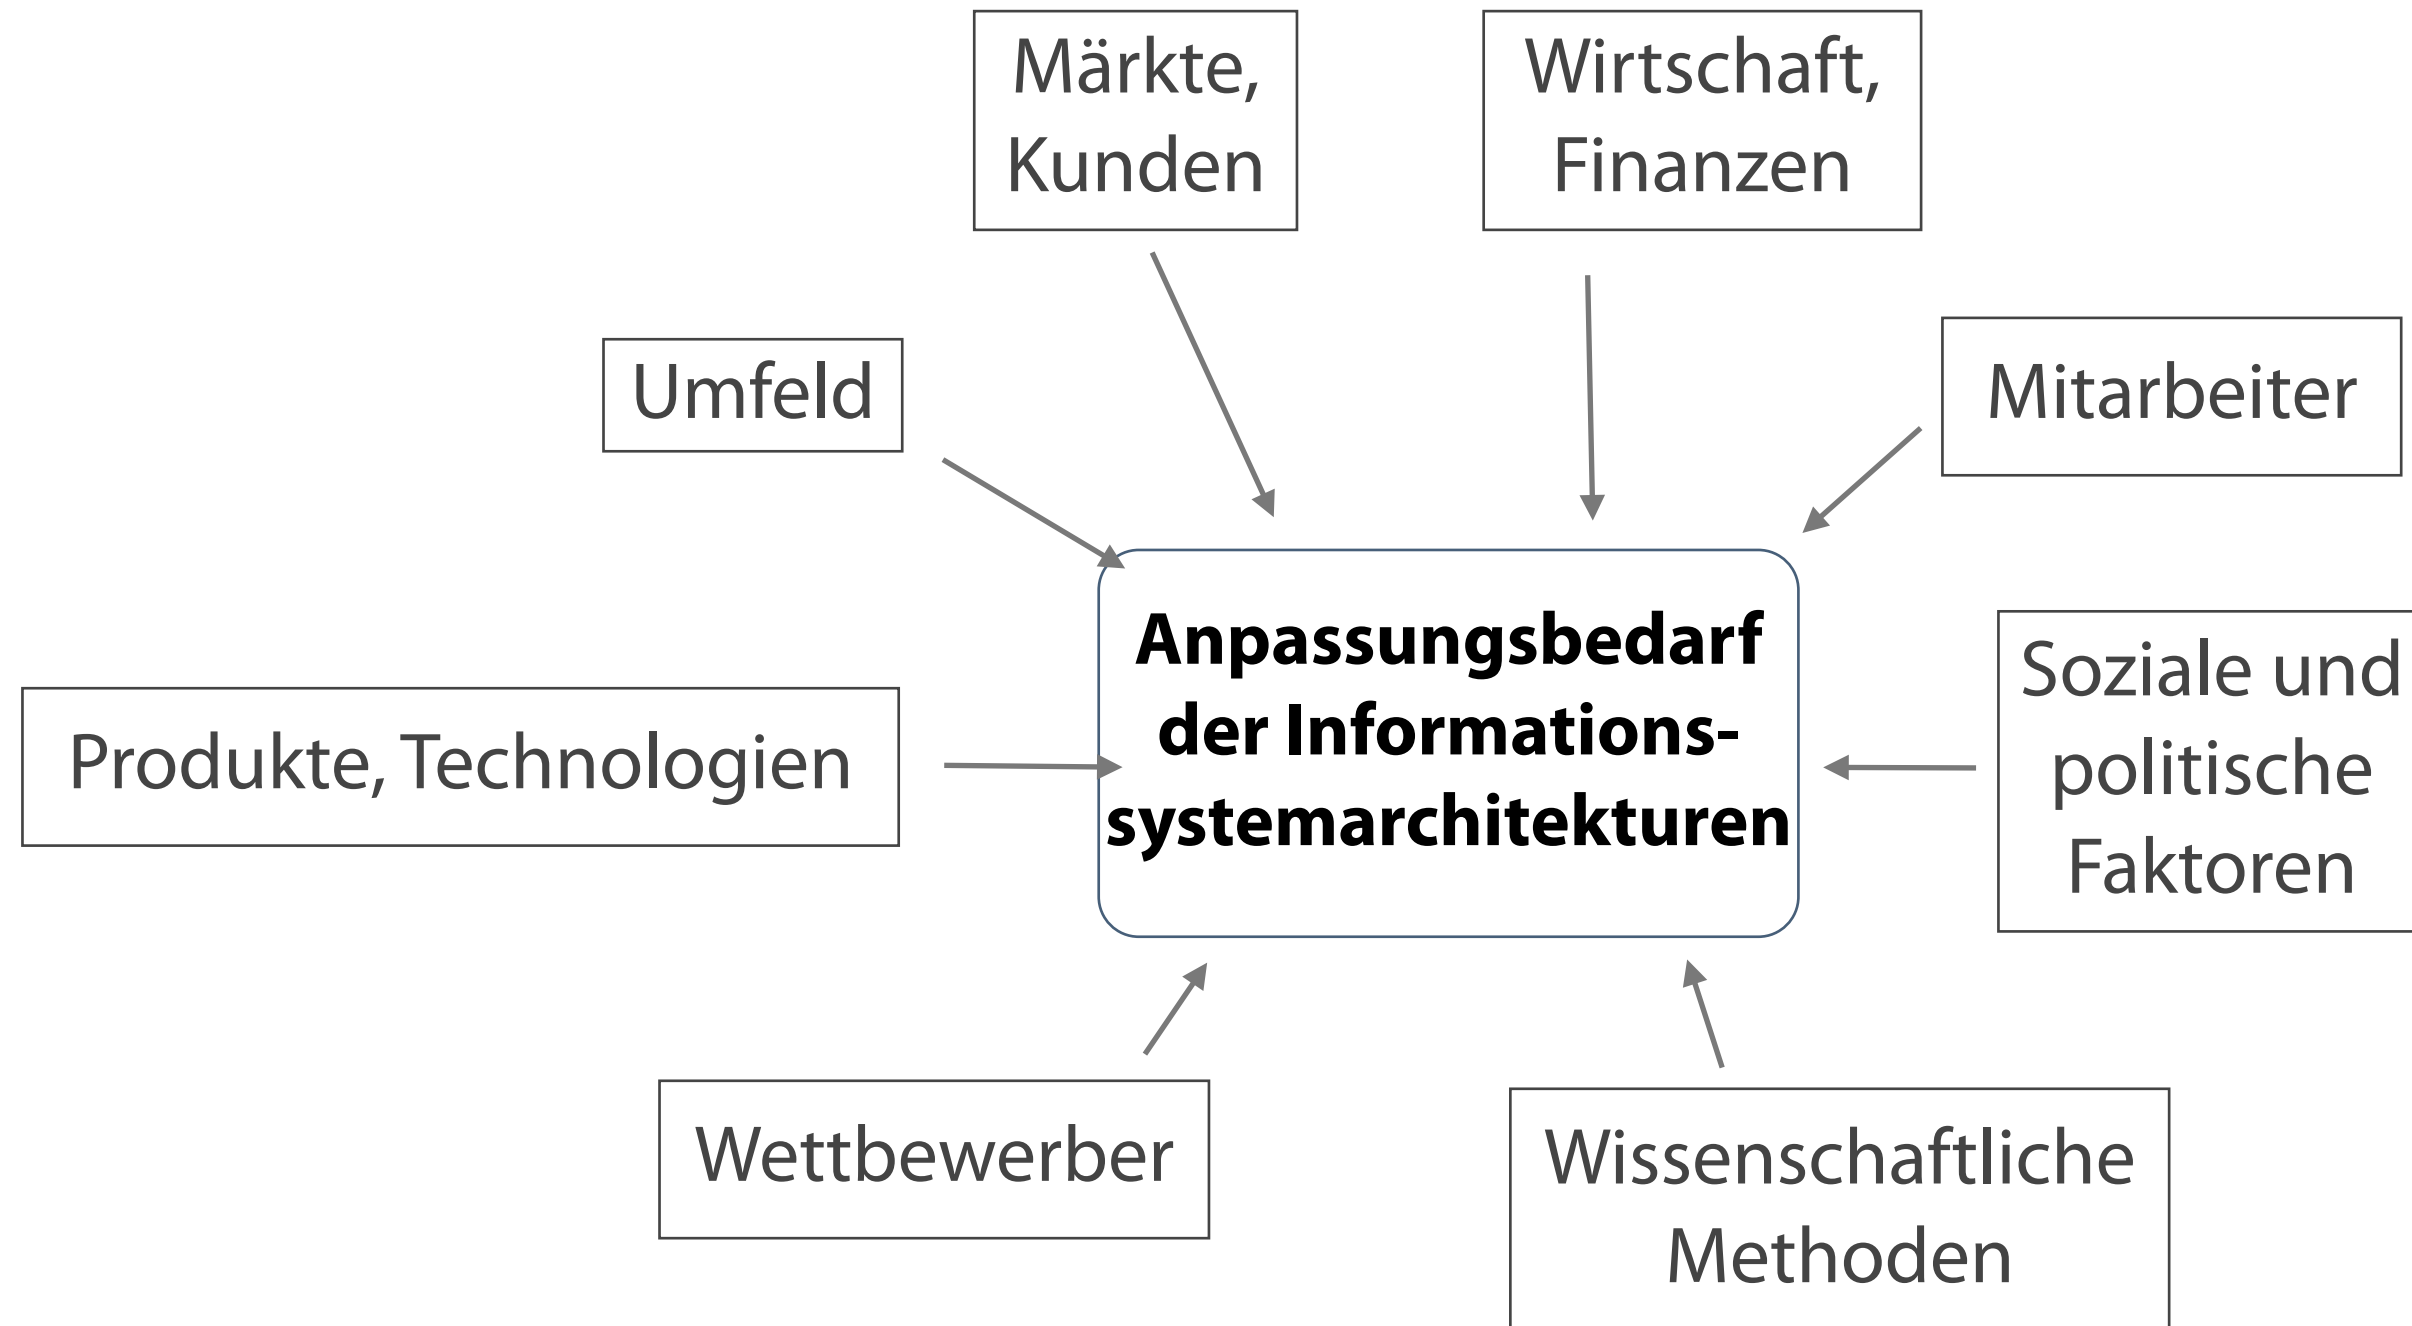 Märkte,
Kunden
Wirtschaft,
Finanzen
Umfeld
Mitarbeiter
Anpassungsbedarf
der Informations-
systemarchitekturen
Soziale und
politische
Faktoren
Produkte, Technologien
Wettbewerber
Wissenschaftliche
Methoden